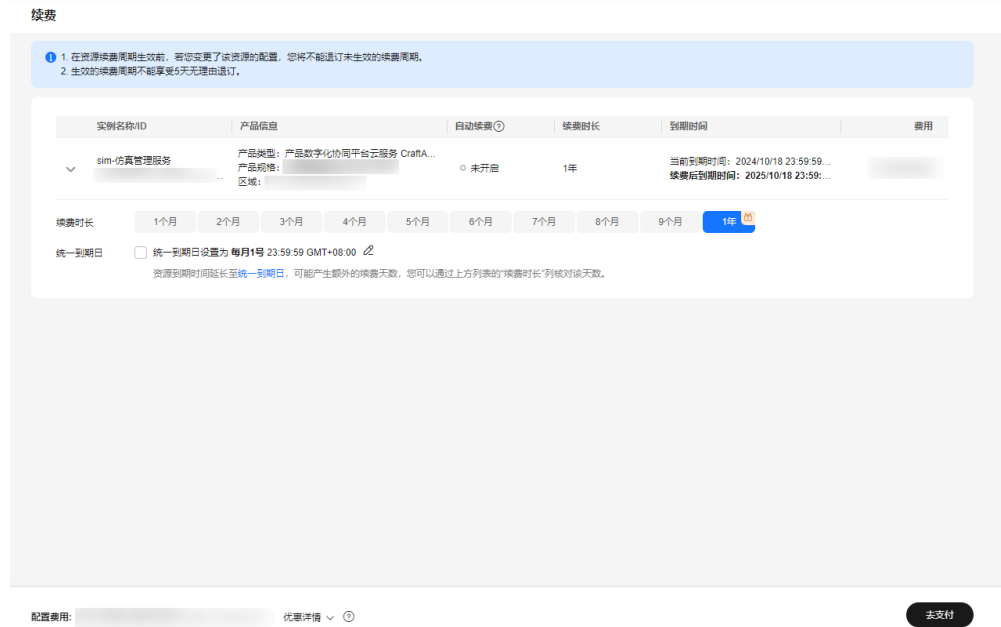 续费
1. 在资源续费周期生效前，若您变更了该资源的配置，您将不能退订未生效的续费周期。
2. 生效的续费周期不能享受5天无理由退订。
实例名称/ID 产品信息 自动续费 续费时长 到期时间 费用
sim-仿真管理服务
产品类型：产品数字化协同平台云服务 CraftA...
产品规格：
区域：
未开启
1年
当前到期时间：2024/10/18 23:59:59...
续费后到期时间：2025/10/18 23:59:...
续费时长 1个月 2个月 3个月 4个月 5个月 6个月 7个月 8个月 9个月 1年
统一到期日 统一到期日设置为 每月1号 23:59:59 GMT+08:00
资源到期时间延长至统一到期日，可能产生额外的续费天数，您可以通过上方列表的“续费时长”列核对该天数。
配置费用: 优惠详情 去支付